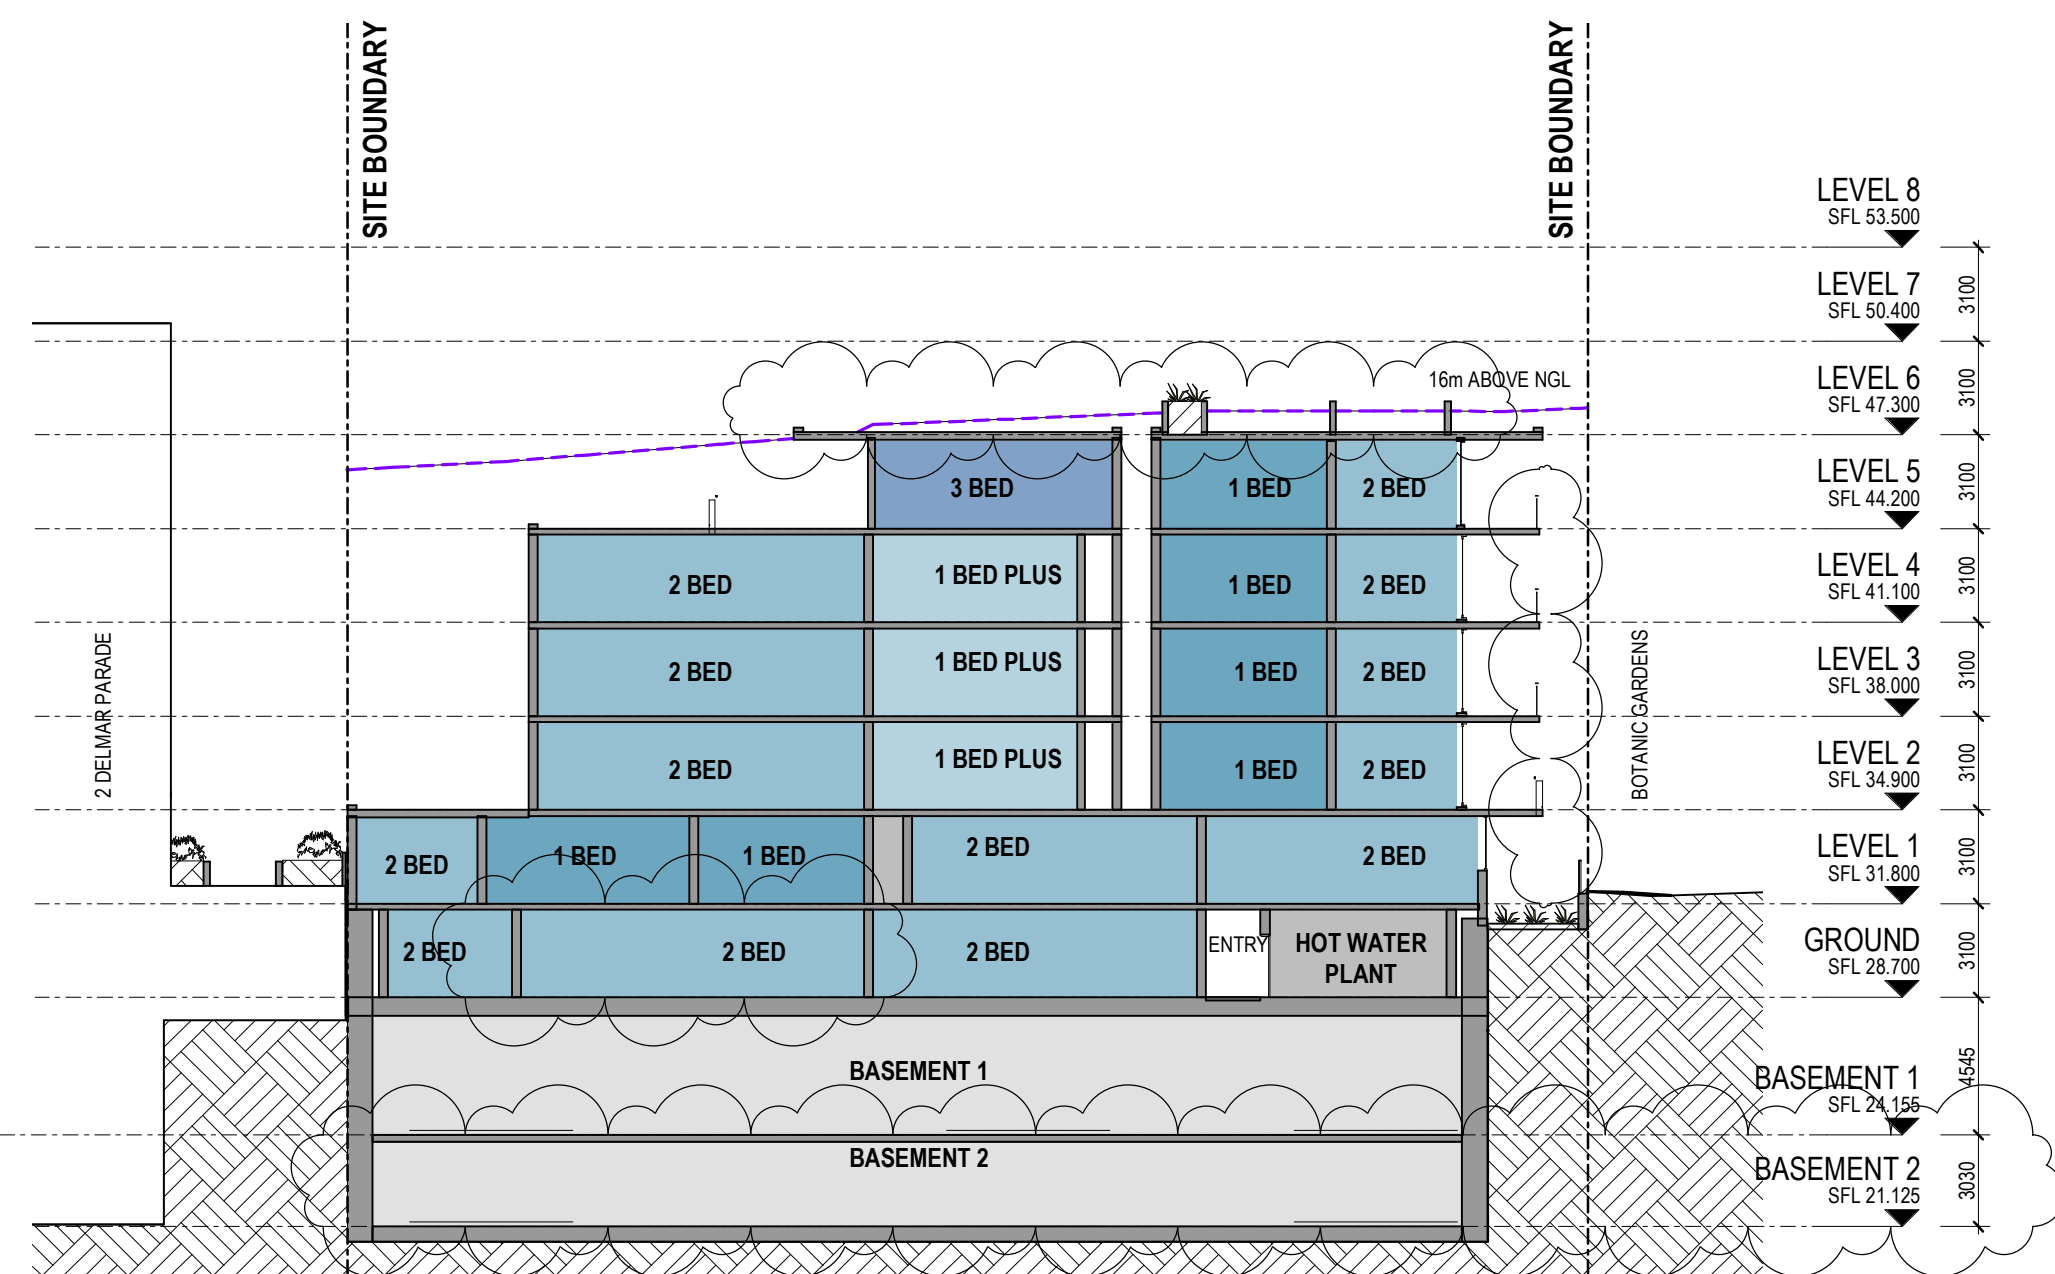 SITE BOUNDARY
SITE BOUNDARY
LEVEL 8
SFL 53.500
LEVEL 7
SFL 50.400
3100
16m ABOVE NGL
LEVEL 6
SFL 47.300
3100
3 BED
1 BED
2 BED
LEVEL 5
SFL 44.200
3100
2 BED
1 BED PLUS
1 BED
2 BED
LEVEL 4
SFL 41.100
3100
2 DELMAR PARADE
2 BED
1 BED PLUS
1 BED
2 BED
BOTANIC GARDENS
LEVEL 3
SFL 38.000
3100
2 BED
1 BED PLUS
1 BED
2 BED
LEVEL 2
SFL 34.900
3100
2 BED
1 BED
1 BED
2 BED
2 BED
LEVEL 1
SFL 31.800
3100
2 BED
2 BED
2 BED
ENTRY
HOT WATER
PLANT
GROUND
SFL 28.700
3100
BASEMENT 1
BASEMENT 1
SFL 24.155
4545
BASEMENT 2
BASEMENT 2
SFL 21.125
3030